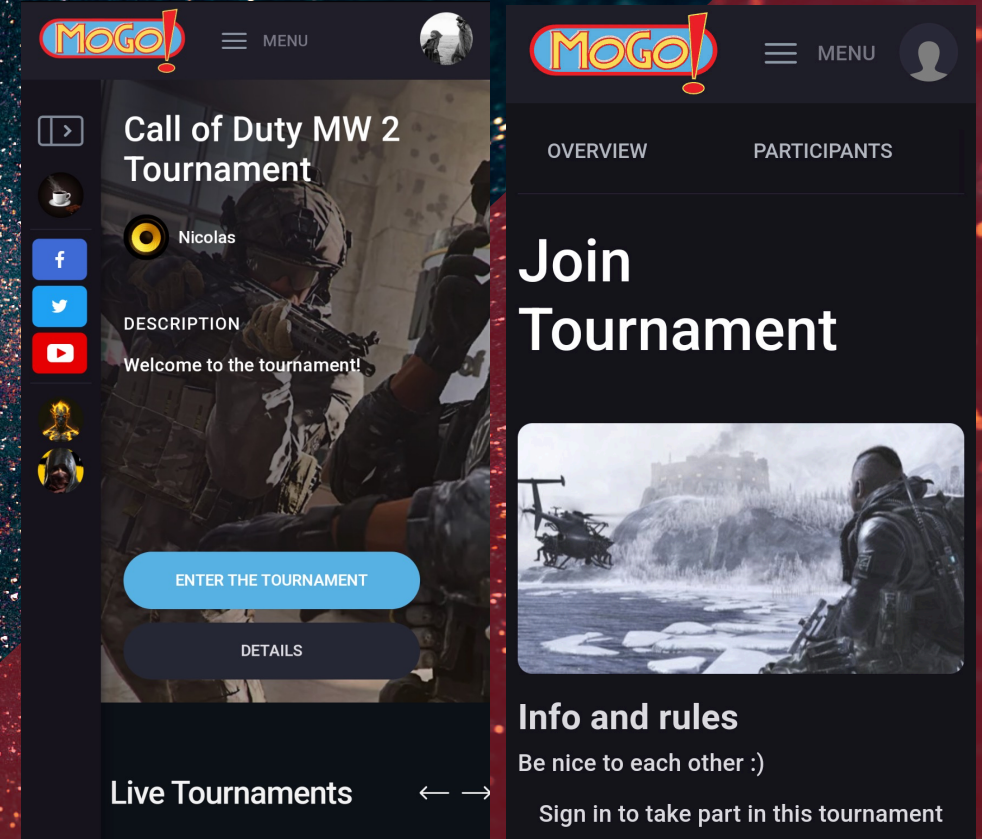 MoGo!
MENU
Call of Duty MW 2
Tournament
Nicolas
DESCRIPTION
Welcome to the tournament!
ENTER THE TOURNAMENT
DETAILS
Live Tournaments
MoGo!
MENU
OVERVIEW
PARTICIPANTS
Join
Tournament
Info and rules
Be nice to each other :)
Sign in to take part in this tournament